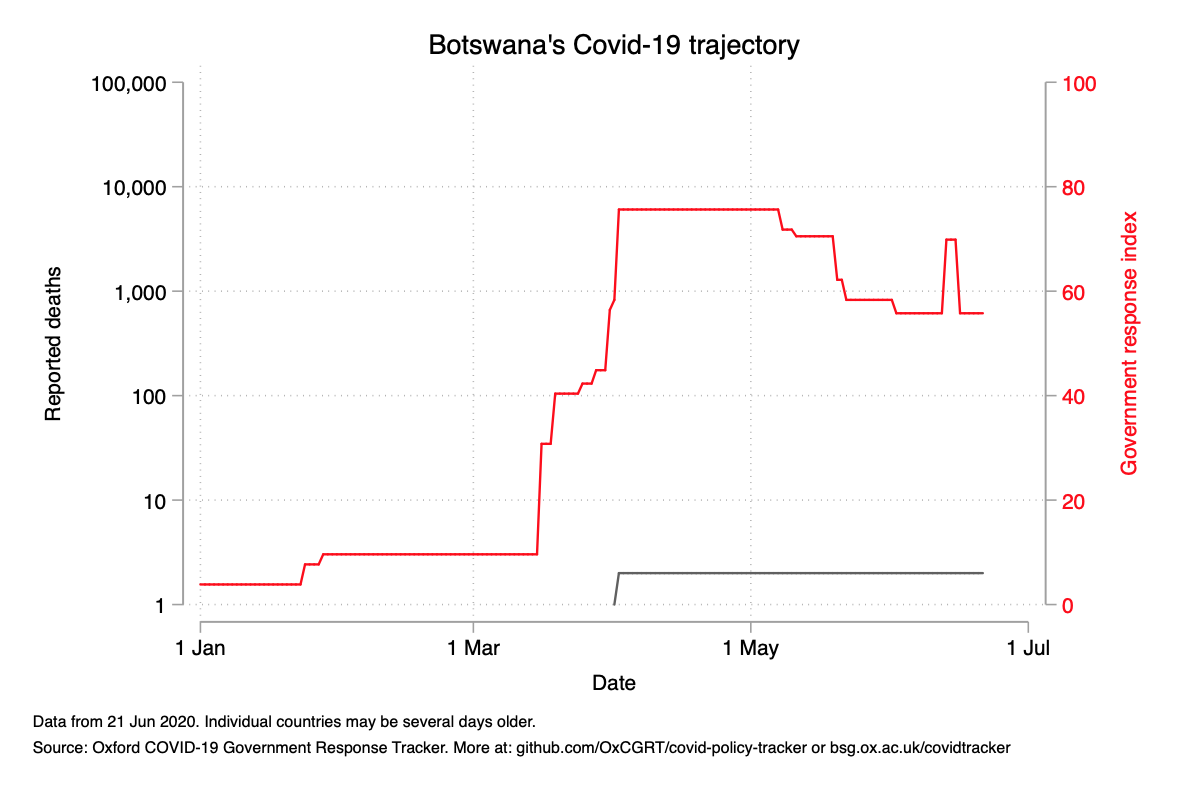 Botswana's Covid-19 trajectory
100,000
10,000
1,000
100
10
1
Reported deaths
100
80
60
40
20
0
Government response index
1 Jan
1 Mar
1 May
1 Jul
Date
Data from 21 Jun 2020. Individual countries may be several days older.
Source: Oxford COVID-19 Government Response Tracker. More at: github.com/OxCGRT/covid-policy-tracker or bsg.ox.ac.uk/covidtracker